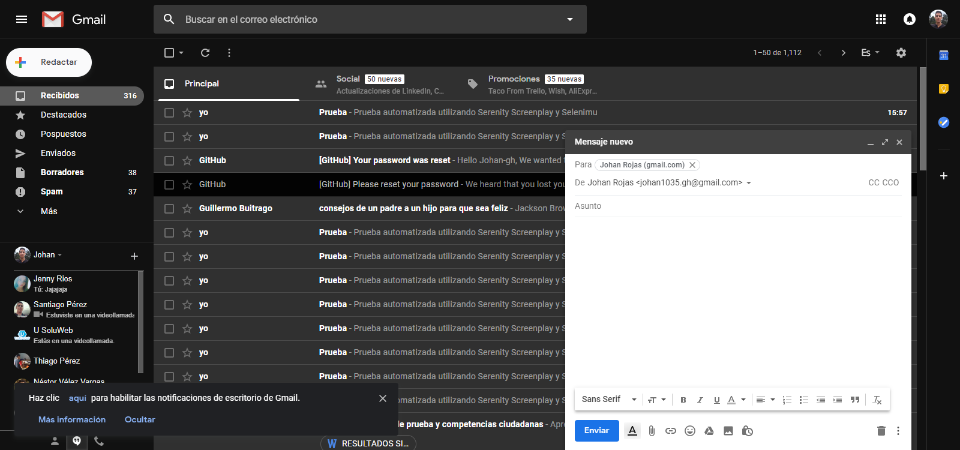 Gmail
Buscar en el correo electrónico
Redactar
1–50 de 1,112
Es
Recibidos 316
Destacados
Pospuestos
Enviados
Borradores 38
Spam 37
Más
Principal
Social 50 nuevas
Actualizaciones de LinkedIn, C...
Promociones 35 nuevas
Taco From Trello, Wish, AliExpr...
yo Prueba - Prueba automatizada utilizando Serenity Screenplay y Selenimu 15:57
yo Prueba - Prueba automatizada utilizando Serenity Screenplay y S
GitHub [GitHub] Your password was reset - Hello Johan-gh, We wanted t
GitHub [GitHub] Please reset your password - We heard that you lost you
Guillermo Buitrago consejos de un padre a un hijo para que sea feliz - Jackson Brow
yo Prueba - Prueba automatizada utilizando Serenity Screenplay y S
yo Prueba - Prueba automatizada utilizando Serenity Screenplay y S
yo Prueba - Prueba automatizada utilizando Serenity Screenplay y S
yo Prueba - Prueba automatizada utilizando Serenity Screenplay y S
yo Prueba - Prueba automatizada utilizando Serenity Screenplay y S
yo Prueba - Prueba automatizada utilizando Serenity Screenplay y S
yo Prueba - Prueba automatizada utilizando Serenity Screenplay y S
Prueba automatizada utilizando Serenity Screenplay y S
de prueba y competencias ciudadanas - Apre
W RESULTADOS SI...
Johan
Jenny Rios
Tú: Jajajaja
Santiago Pérez
Estuviste en una videollamada
U SoluWeb
Estás en una videollamada.
Thiago Pérez
Néstor Vélez Vargas
Haz clic aquí para habilitar las notificaciones de escritorio de Gmail.
Más información Ocultar
Mensaje nuevo
Para Johan Rojas (gmail.com)
De Johan Rojas <johan1035.gh@gmail.com> CC CCO
Asunto
Sans Serif
Enviar